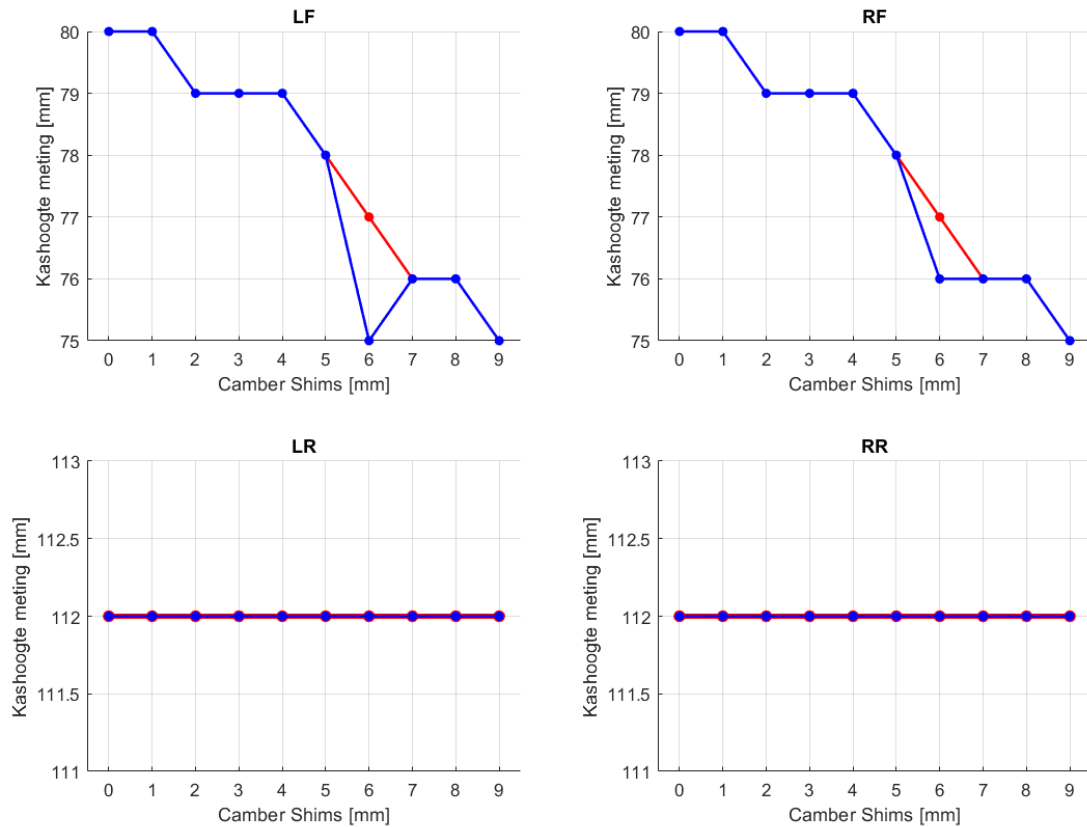 LF
80
79
78
77
76
75
Kashoogte meting [mm]
0 1 2 3 4 5 6 7 8 9
Camber Shims [mm]
RF
80
79
78
77
76
75
Kashoogte meting [mm]
0 1 2 3 4 5 6 7 8 9
Camber Shims [mm]
LR
113
112.5
112
111.5
111
Kashoogte meting [mm]
0 1 2 3 4 5 6 7 8 9
Camber Shims [mm]
RR
113
112.5
112
111.5
111
Kashoogte meting [mm]
0 1 2 3 4 5 6 7 8 9
Camber Shims [mm]